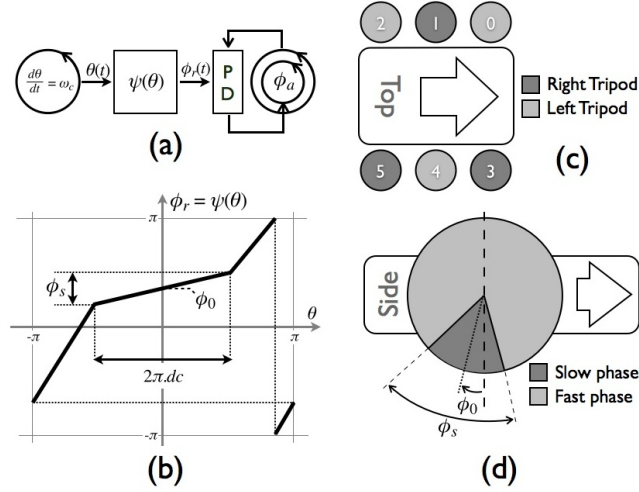 dθ/dt = ω_c
θ(t)
ψ(θ)
ϕ_r(t)
P
D
ϕ_a
(a)
2 1 0
Top
5 4 3
Right Tripod
Left Tripod
(c)
π
ϕ_r = ψ(θ)
ϕ_s
ϕ_0
θ
-π
π
2π.dc
-π
(b)
Side
Slow phase
Fast phase
ϕ_0
ϕ_s
(d)